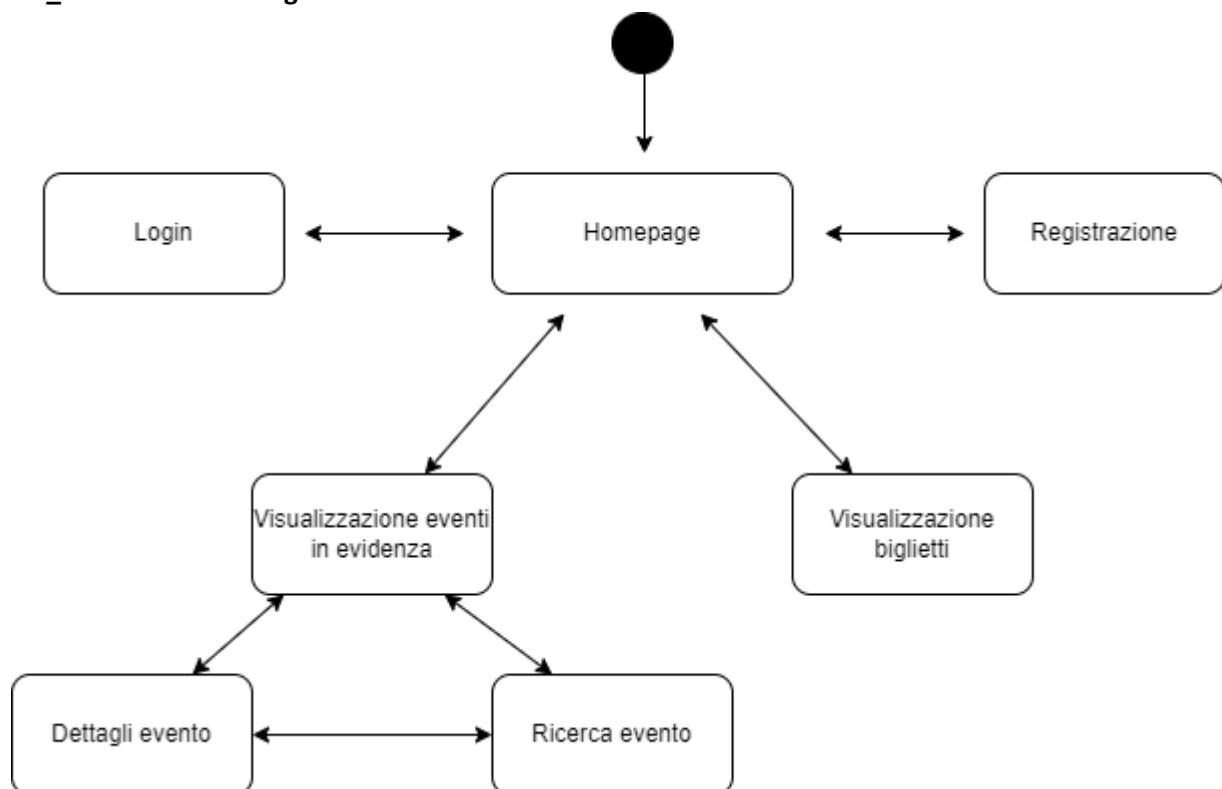 Login
Homepage
Registrazione
Visualizzazione eventi
in evidenza
Visualizzazione
biglietti
Dettagli evento
Ricerca evento